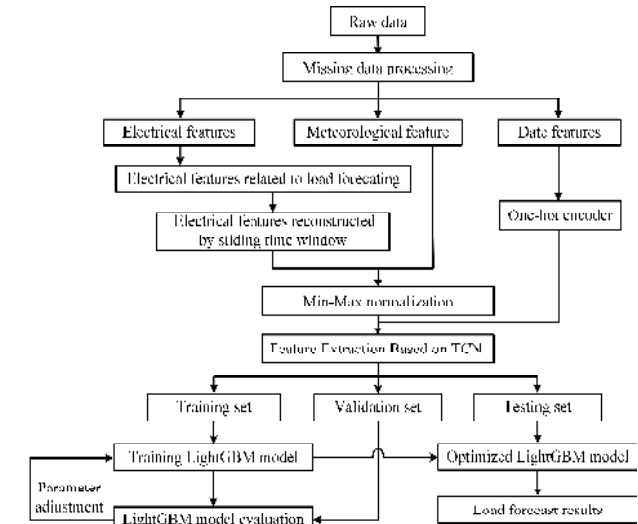 Raw data
Missing data processing
Electrical features
Meteorological feature
Date features
Electrical features related to load forecating
One-hot encoder
Electrical features reconstructed
by sliding time window
Min-Max normalization
Feature Extraction Based on TCN
Training set
Validation set
Testing set
Training LightGBM model
Optimized LightGBM model
Parameter
adjustment
Load forecast results
LightGBM model evaluation